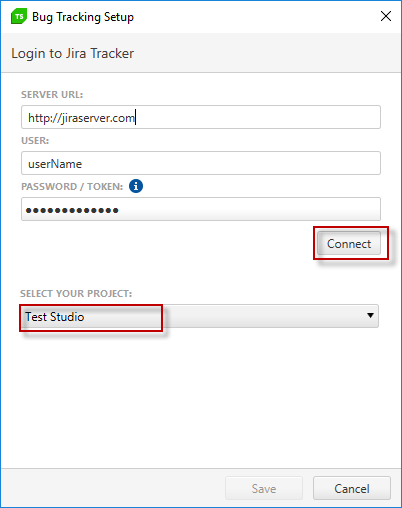 TS Bug Tracking Setup
Login to Jira Tracker
SERVER URL:
http://jiraserver.com
USER:
userName
PASSWORD / TOKEN: i
●●●●●●●●●●●●●
Connect
SELECT YOUR PROJECT:
Test Studio
Save Cancel